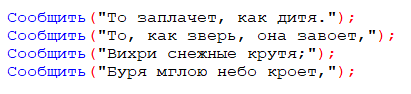 Сообщить("То заплачет, как дитя.");
Сообщить("То, как зверь, она завоет,");
Сообщить("Вихри снежные крутя;");
Сообщить("Буря мглою небо кроет,");